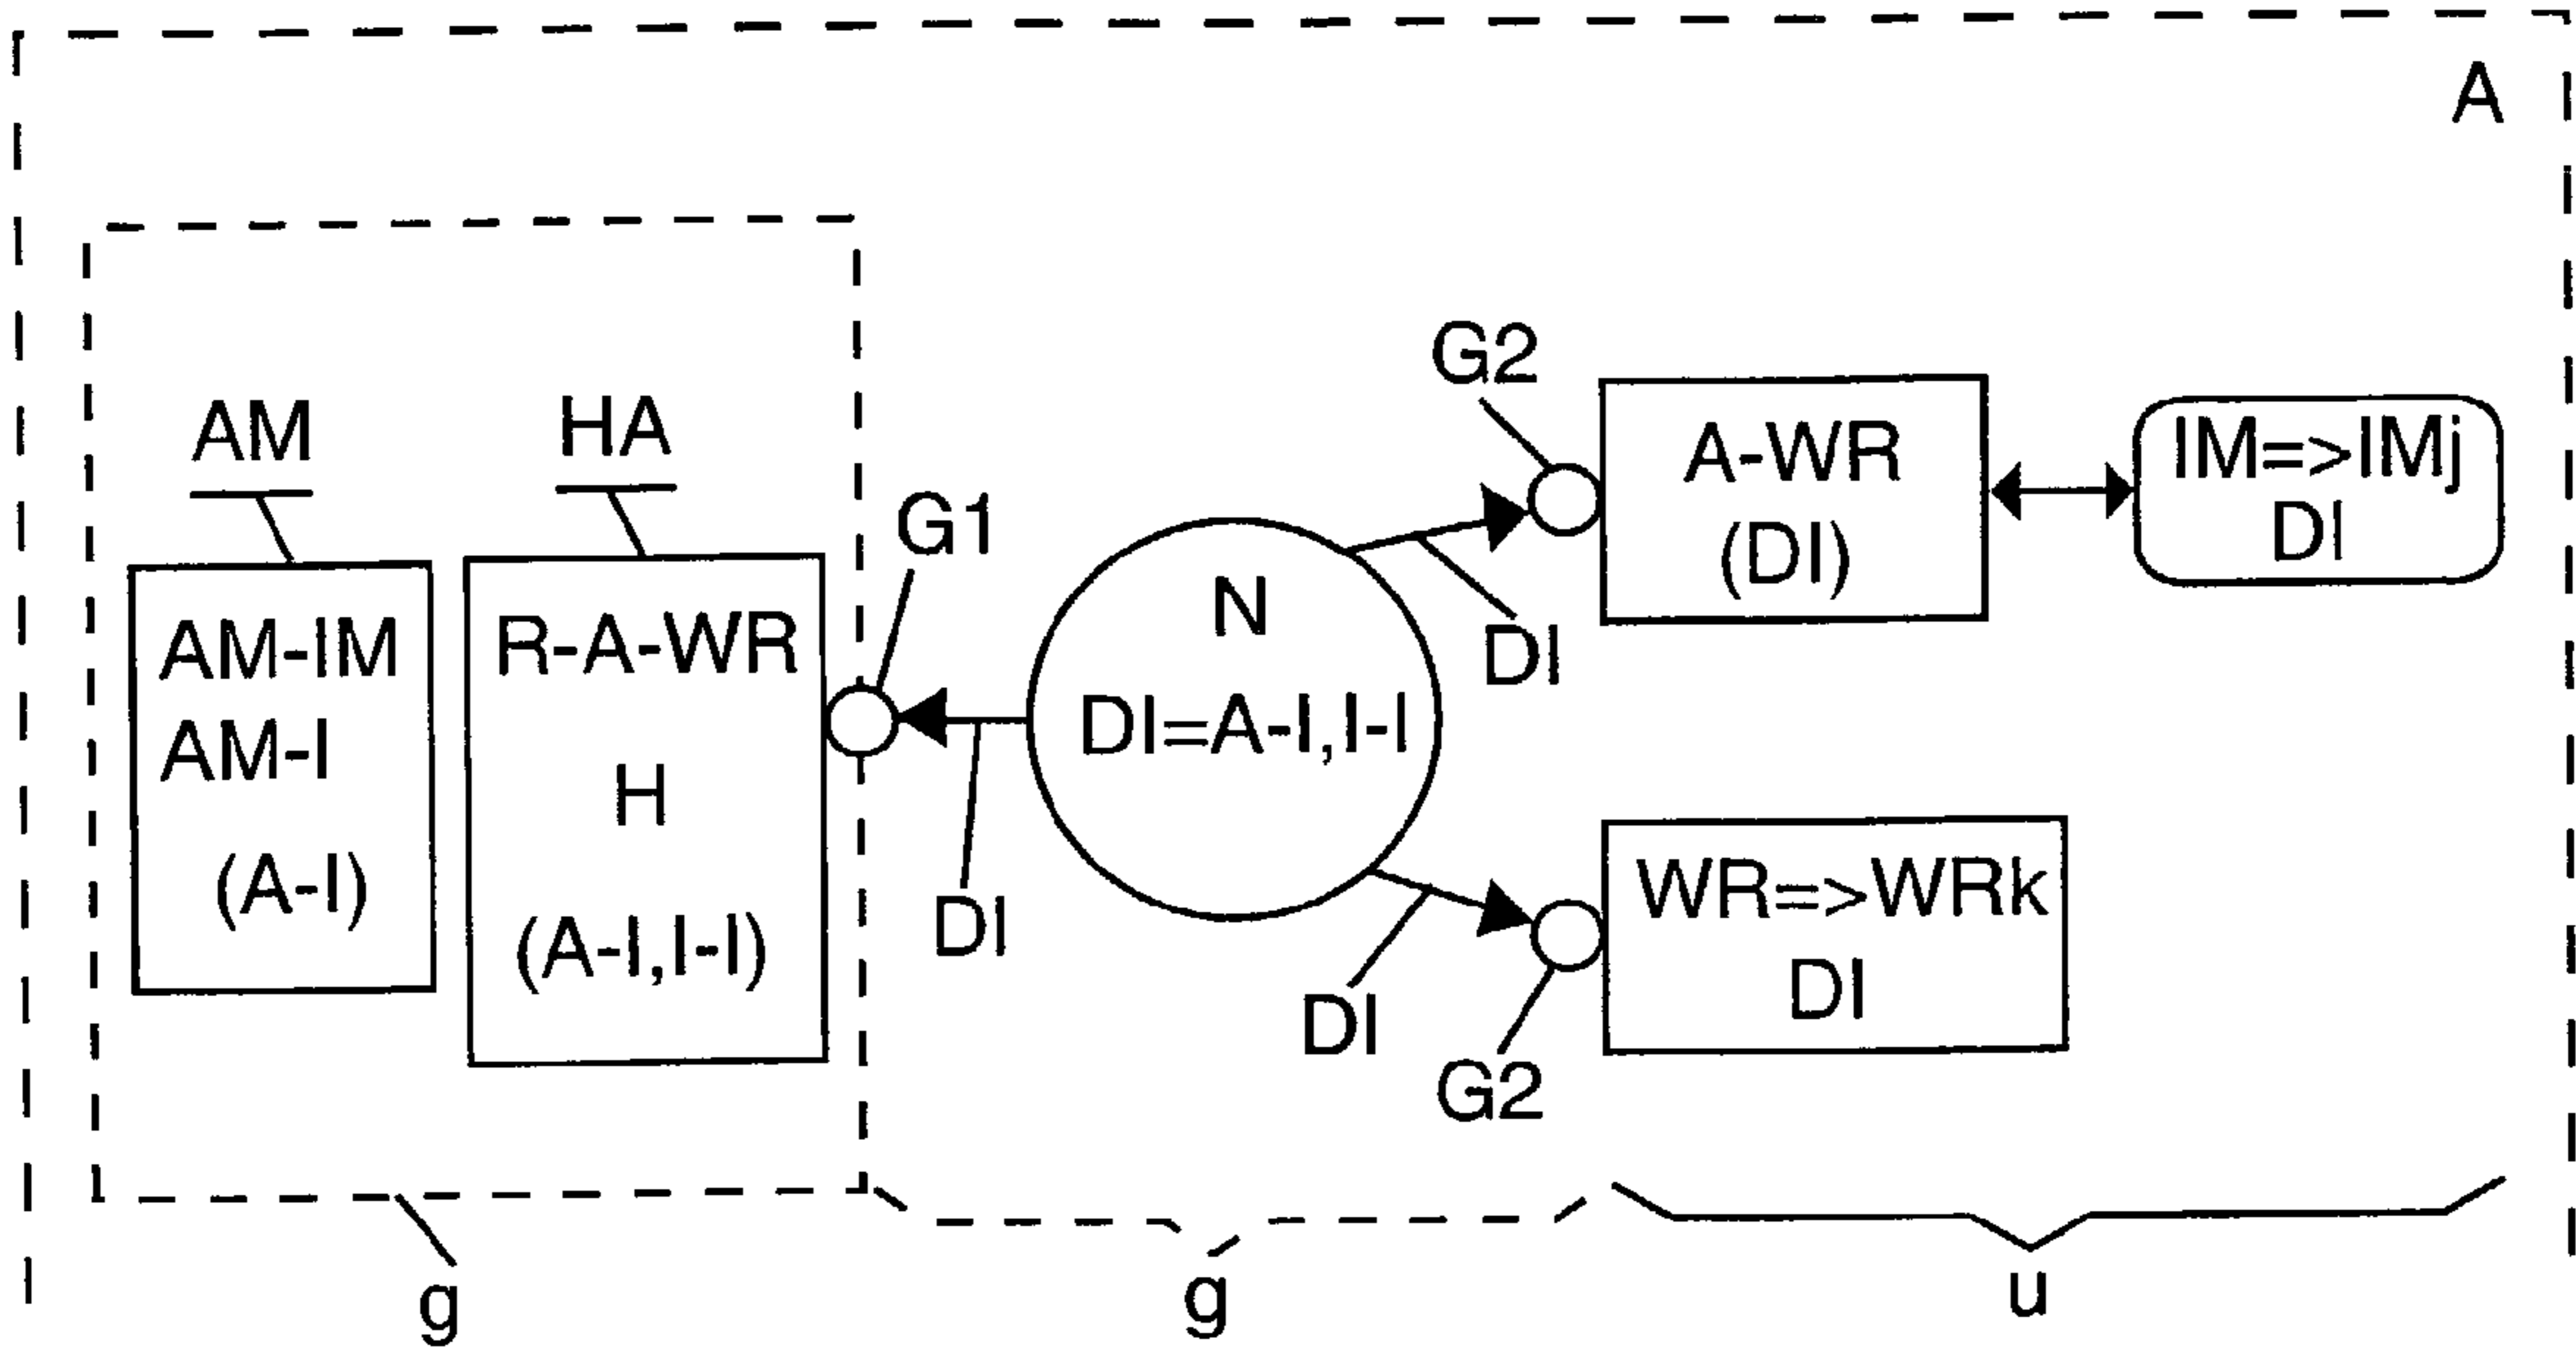 A
AM
HA
G1
G2
AM-IM
AM-I
(A-I)
R-A-WR
H
(A-I,I-I)
DI
N
DI=A-I,I-I
DI
A-WR
(DI)
IM=>IMj
DI
DI
G2
WR=>WRk
DI
g
g
u